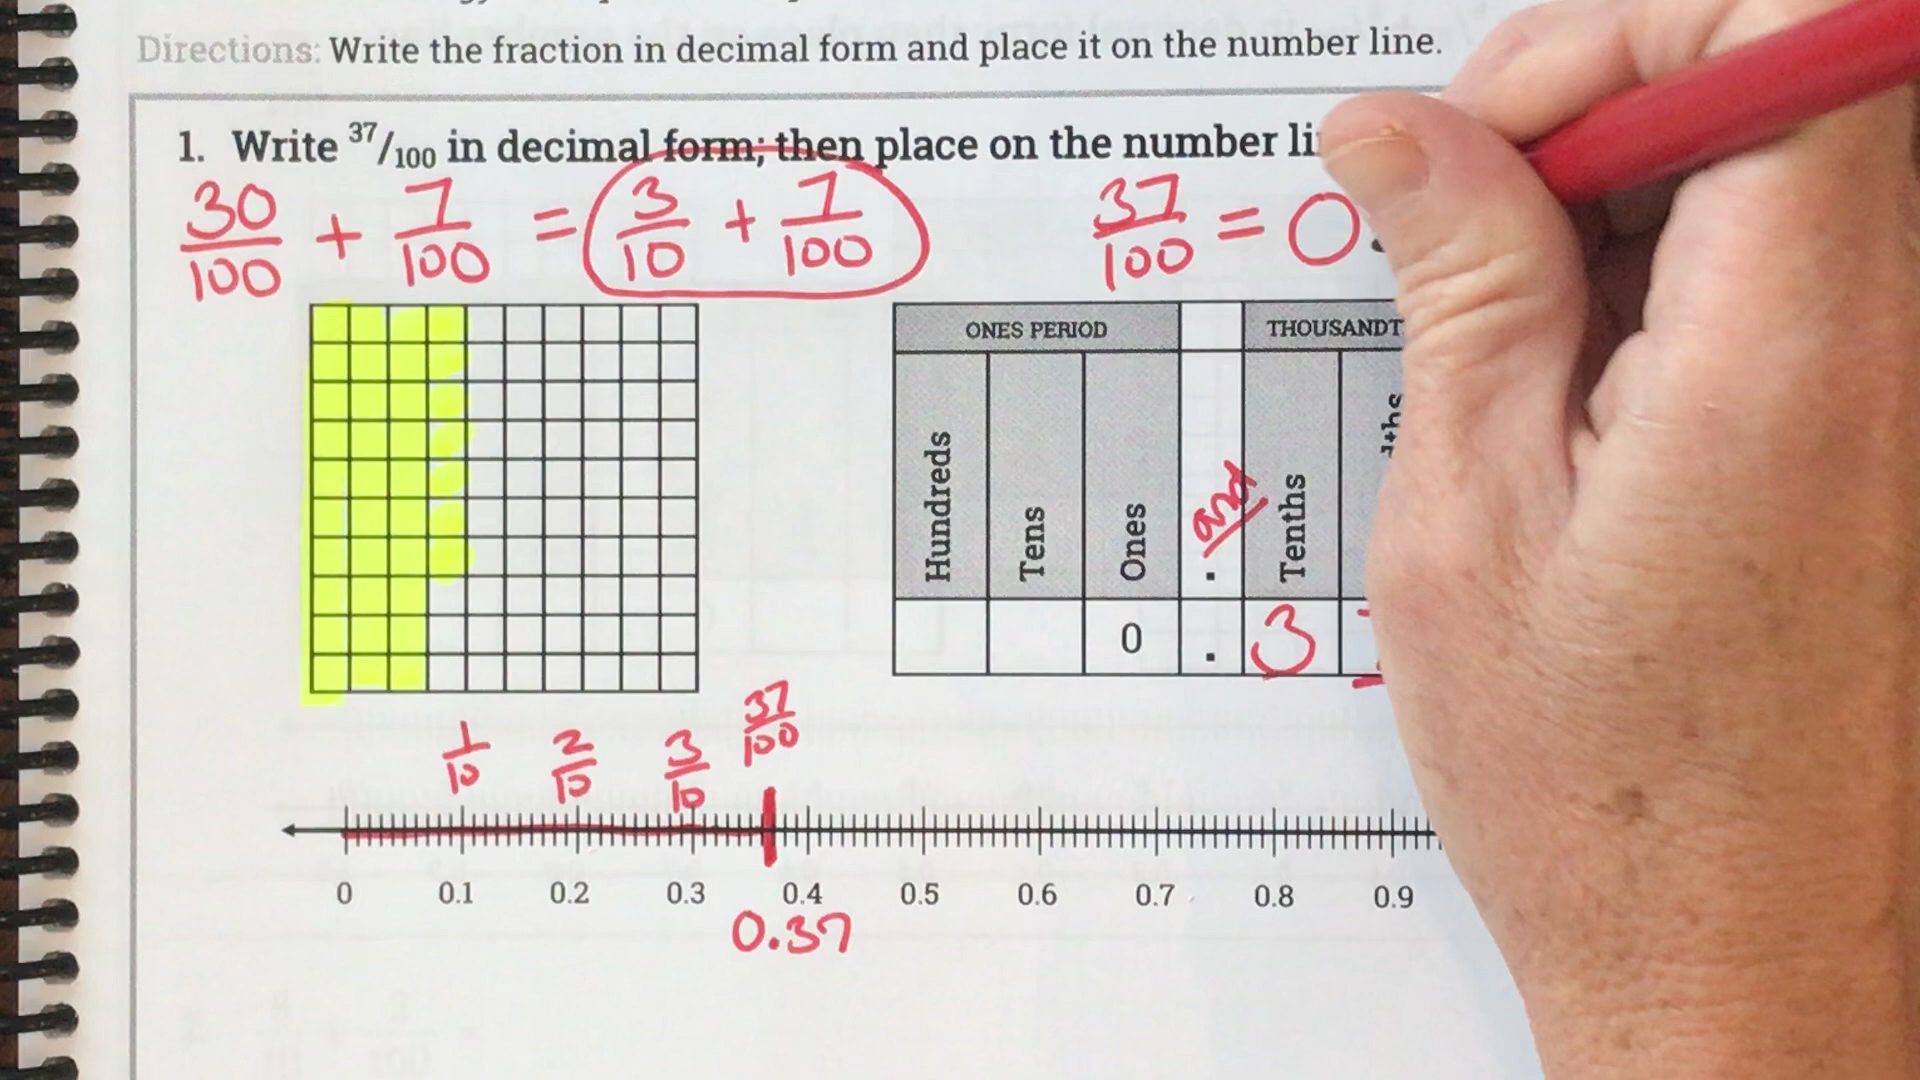 Directions: Write the fraction in decimal form and place it on the number line.
1. Write 37/100 in decimal form; then place on the number li
30/100 + 7/100 = 3/10 + 7/100
37/100 = 0.
ONES PERIOD
THOUSANDT
Hundreds
Tens
Ones
and
.
Tenths
dths
0 . 3
1/10 2/10 3/10 37/100
0 0.1 0.2 0.3 0.4 0.5 0.6 0.7 0.8 0.9
0.37